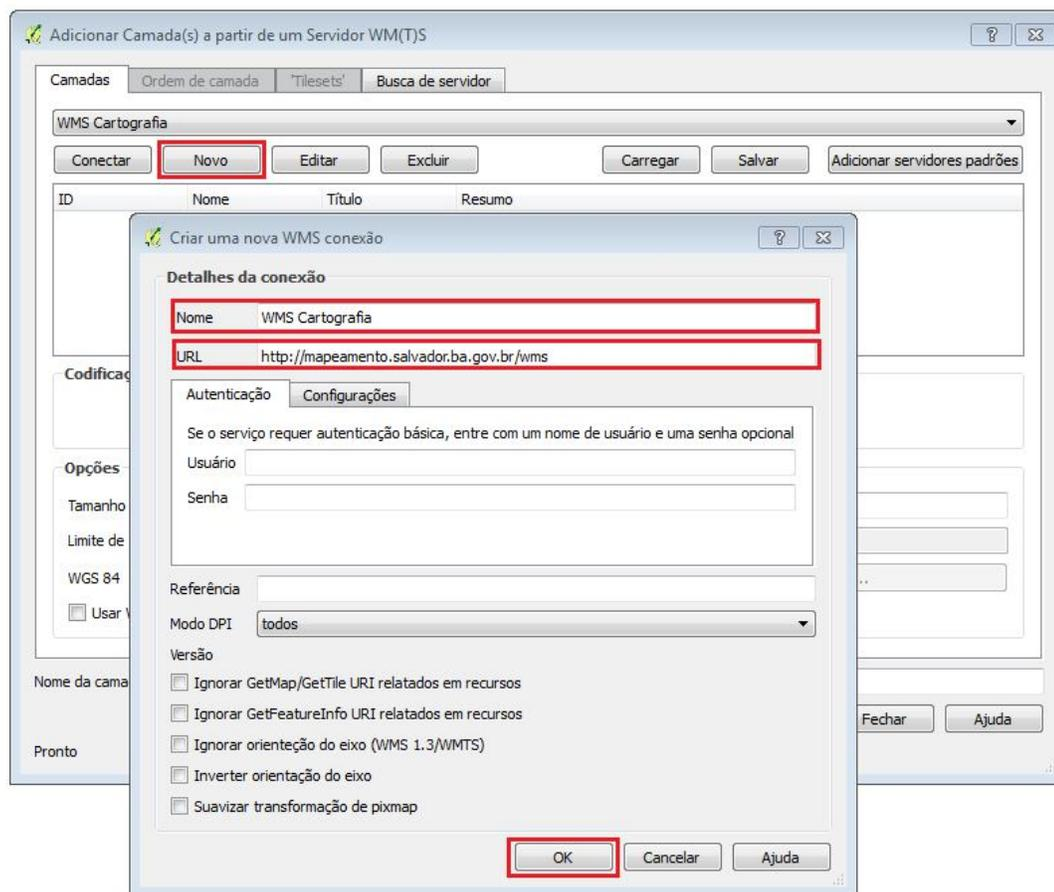 Adicionar Camada(s) a partir de um Servidor WM(T)S
Camadas Ordem de camada 'Tilesets' Busca de servidor
WMS Cartografia
Conectar Novo Editar Excluir Carregar Salvar Adicionar servidores padrões
ID Nome Título Resumo
Criar uma nova WMS conexão
Detalhes da conexão
Nome WMS Cartografia
URL http://mapeamento.salvador.ba.gov.br/wms
Codificaç
Autenticação Configurações
Se o serviço requer autenticação básica, entre com um nome de usuário e uma senha opcional
Usuário
Opções
Senha
Tamanho
Limite de
WGS 84 ..
Referência
Usar
Modo DPI todos
Versão
Nome da cama
Ignorar GetMap/GetTile URI relatados em recursos
Ignorar GetFeatureInfo URI relatados em recursos
Fechar Ajuda
Ignorar orienteção do eixo (WMS 1.3/WMTS)
Pronto
Inverter orientação do eixo
Suavizar transformação de pixmap
OK Cancelar Ajuda